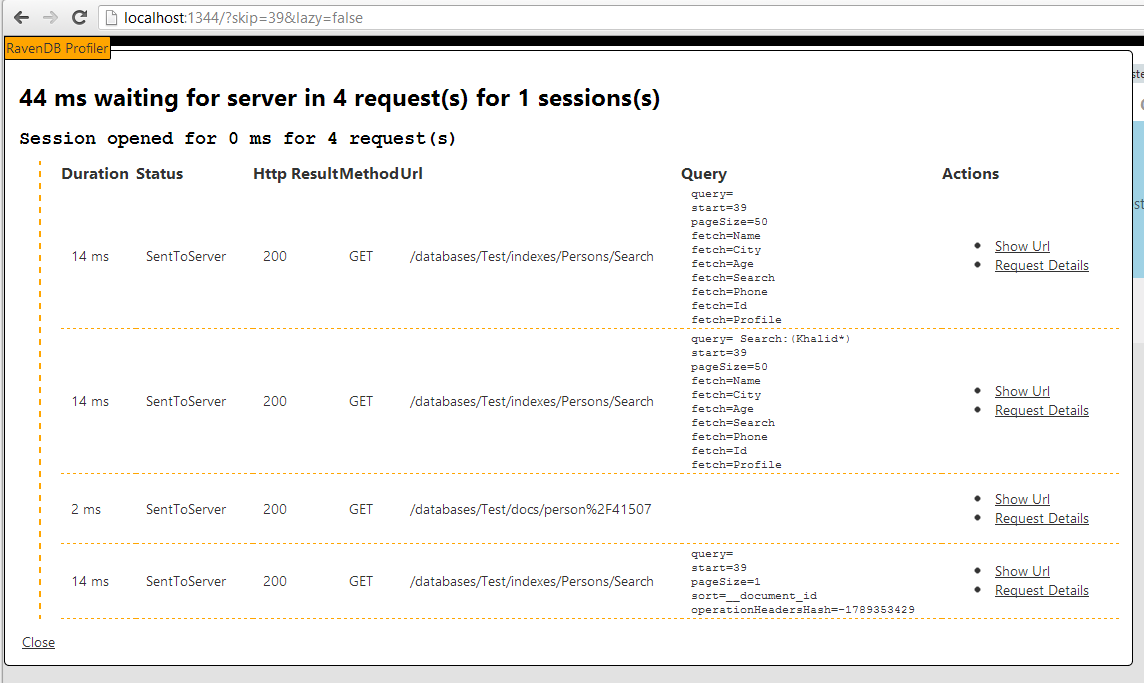 localhost:1344/?skip=39&lazy=false
RavenDB Profiler
44 ms waiting for server in 4 request(s) for 1 sessions(s)
Session opened for 0 ms for 4 request(s)
Duration Status Http Result Method Url Query Actions
14 ms SentToServer 200 GET /databases/Test/indexes/Persons/Search
query=
start=39
pageSize=50
fetch=Name
fetch=City
fetch=Age
fetch=Search
fetch=Phone
fetch=Id
fetch=Profile
Show Url
Request Details
14 ms SentToServer 200 GET /databases/Test/indexes/Persons/Search
query= Search:(Khalid*)
start=39
pageSize=50
fetch=Name
fetch=City
fetch=Age
fetch=Search
fetch=Phone
fetch=Id
fetch=Profile
Show Url
Request Details
2 ms SentToServer 200 GET /databases/Test/docs/person%2F41507
Show Url
Request Details
14 ms SentToServer 200 GET /databases/Test/indexes/Persons/Search
query=
start=39
pageSize=1
sort=__document_id
operationHeadersHash=-1789353429
Show Url
Request Details
Close